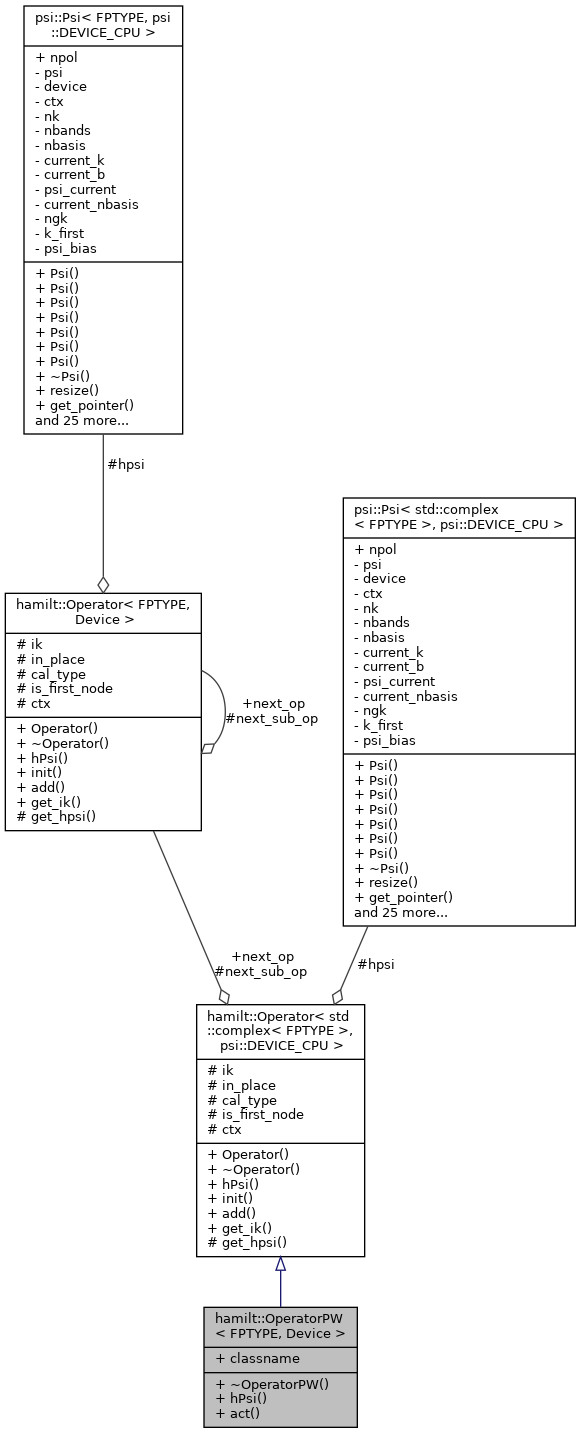 psi::Psi< FPTYPE, psi
::DEVICE_CPU >
+ npol
- psi
- device
- ctx
- nk
- nbands
- nbasis
- current_k
- current_b
- psi_current
- current_nbasis
- ngk
- k_first
- psi_bias
+ Psi()
+ Psi()
+ Psi()
+ Psi()
+ Psi()
+ Psi()
+ Psi()
+ ~Psi()
+ resize()
+ get_pointer()
and 25 more...
#hpsi
hamilt::Operator< FPTYPE,
Device >
# ik
# in_place
# cal_type
# is_first_node
# ctx
+ Operator()
+ ~Operator()
+ hPsi()
+ init()
+ add()
+ get_ik()
# get_hpsi()
+next_op
#next_sub_op
psi::Psi< std::complex
< FPTYPE >, psi::DEVICE_CPU >
+ npol
- psi
- device
- ctx
- nk
- nbands
- nbasis
- current_k
- current_b
- psi_current
- current_nbasis
- ngk
- k_first
- psi_bias
+ Psi()
+ Psi()
+ Psi()
+ Psi()
+ Psi()
+ Psi()
+ Psi()
+ ~Psi()
+ resize()
+ get_pointer()
and 25 more...
+next_op
#next_sub_op
#hpsi
hamilt::Operator< std
::complex< FPTYPE >,
psi::DEVICE_CPU >
# ik
# in_place
# cal_type
# is_first_node
# ctx
+ Operator()
+ ~Operator()
+ hPsi()
+ init()
+ add()
+ get_ik()
# get_hpsi()
hamilt::OperatorPW
< FPTYPE, Device >
+ classname
+ ~OperatorPW()
+ hPsi()
+ act()